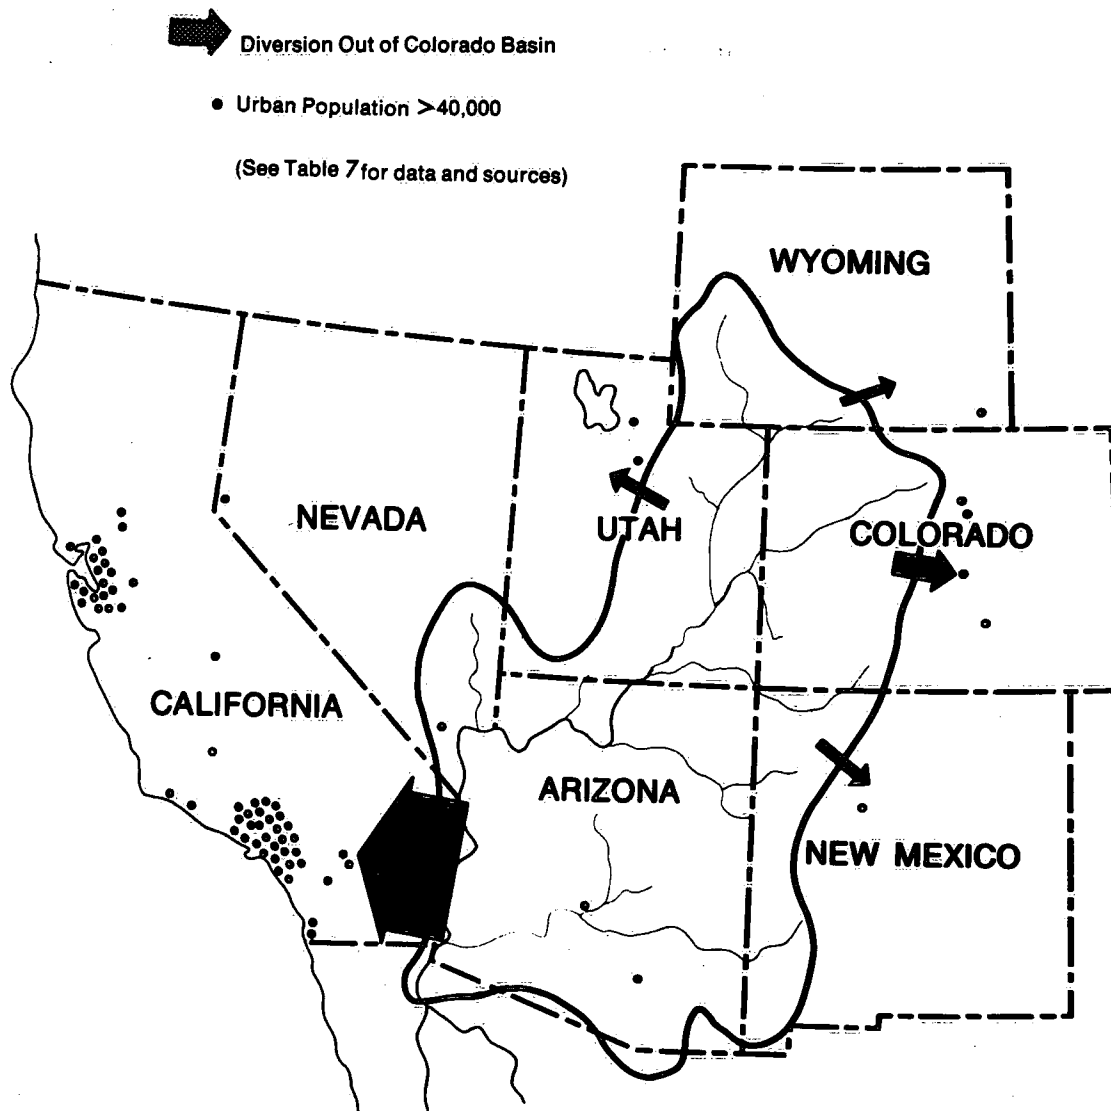 Diversion Out of Colorado Basin
Urban Population >40,000
(See Table 7 for data and sources)
WYOMING
NEVADA
UTAH
COLORADO
CALIFORNIA
ARIZONA
NEW MEXICO